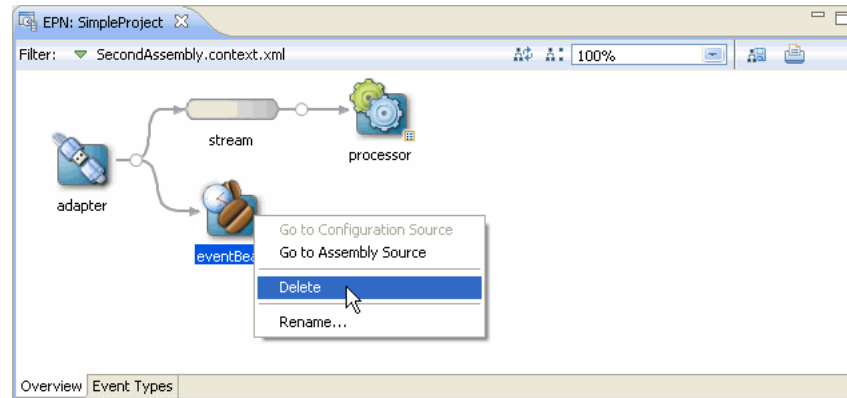 EPN: SimpleProject
Filter: SecondAssembly.context.xml 100%
stream
processor
adapter
Go to Configuration Source
Go to Assembly Source
Delete
Rename...
Overview Event Types